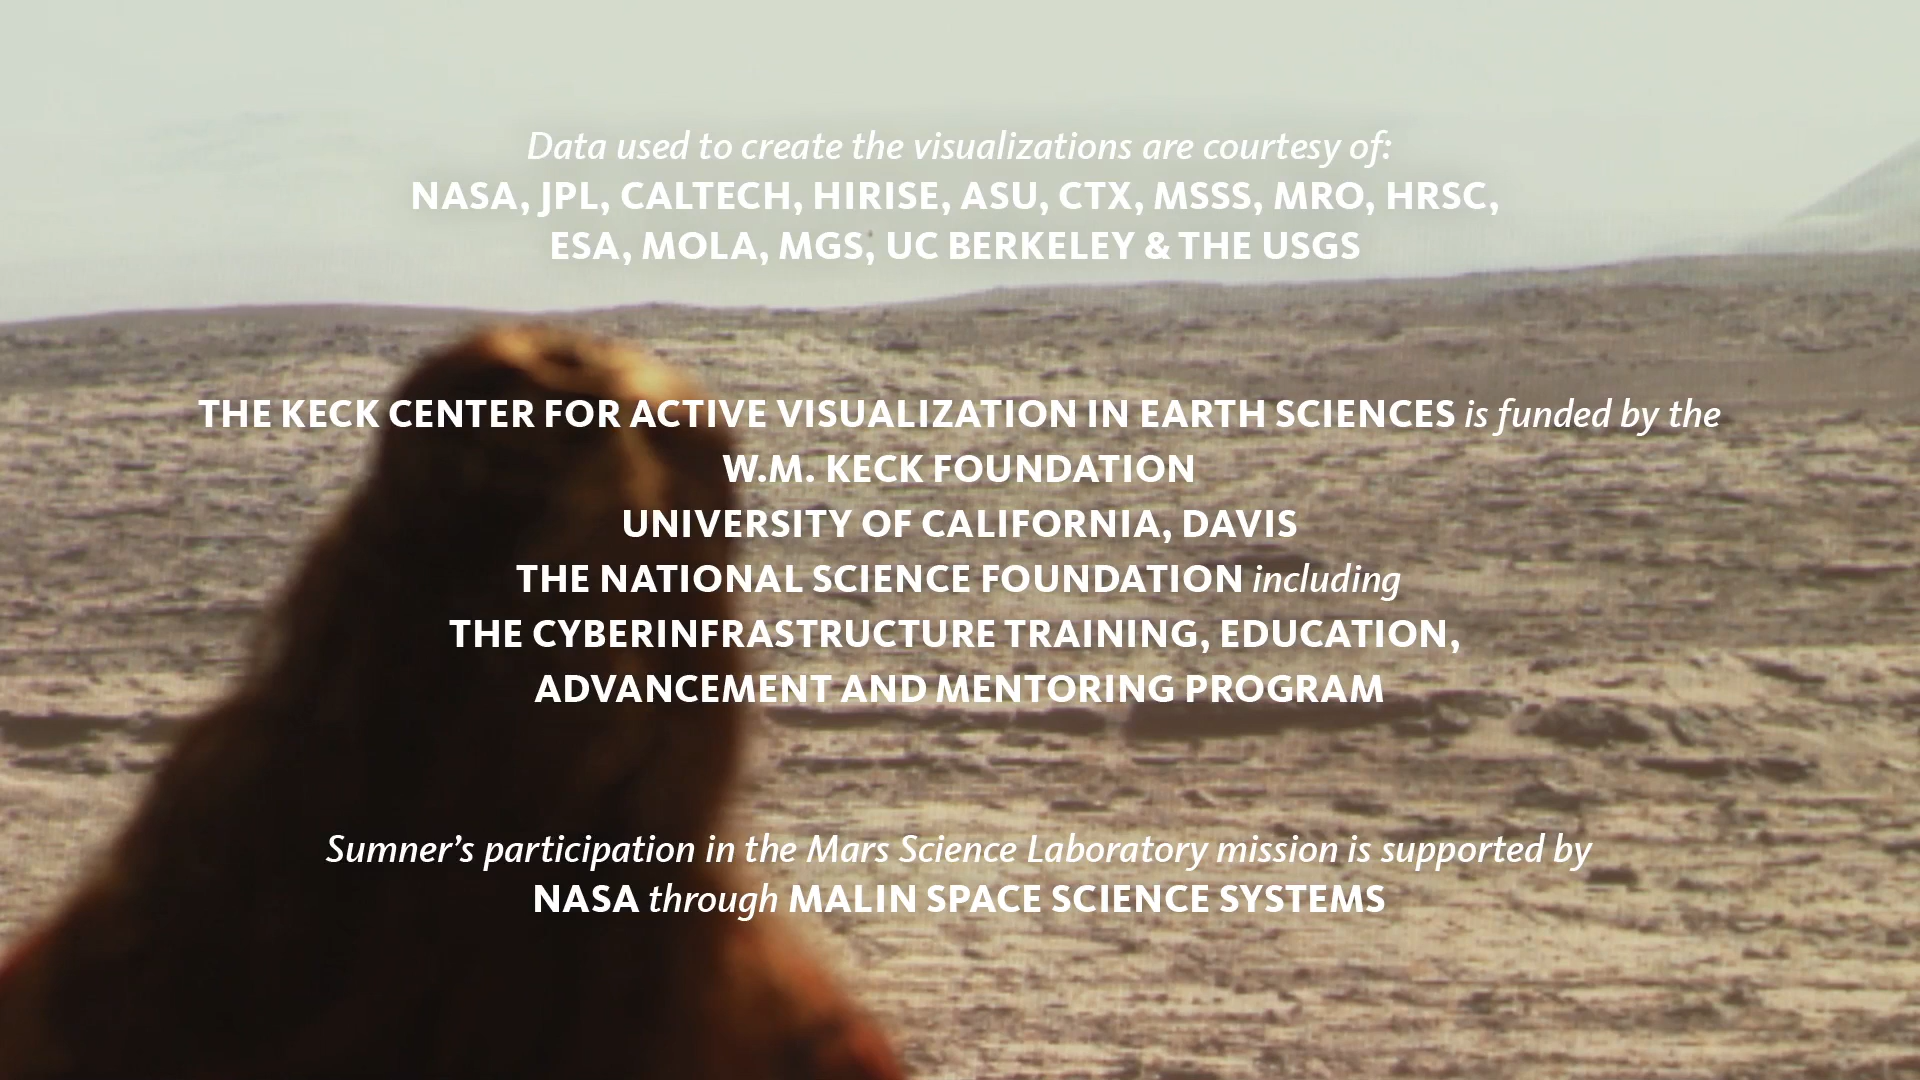 Data used to create the visualizations are courtesy of:
NASA, JPL, CALTECH, HIRISE, ASU, CTX, MSSS, MRO, HRSC,
ESA, MOLA, MGS, UC BERKELEY & THE USGS
THE KECK CENTER FOR ACTIVE VISUALIZATION IN EARTH SCIENCES is funded by the
W.M. KECK FOUNDATION
UNIVERSITY OF CALIFORNIA, DAVIS
THE NATIONAL SCIENCE FOUNDATION including
THE CYBERINFRASTRUCTURE TRAINING, EDUCATION,
ADVANCEMENT AND MENTORING PROGRAM
Sumner’s participation in the Mars Science Laboratory mission is supported by
NASA through MALIN SPACE SCIENCE SYSTEMS